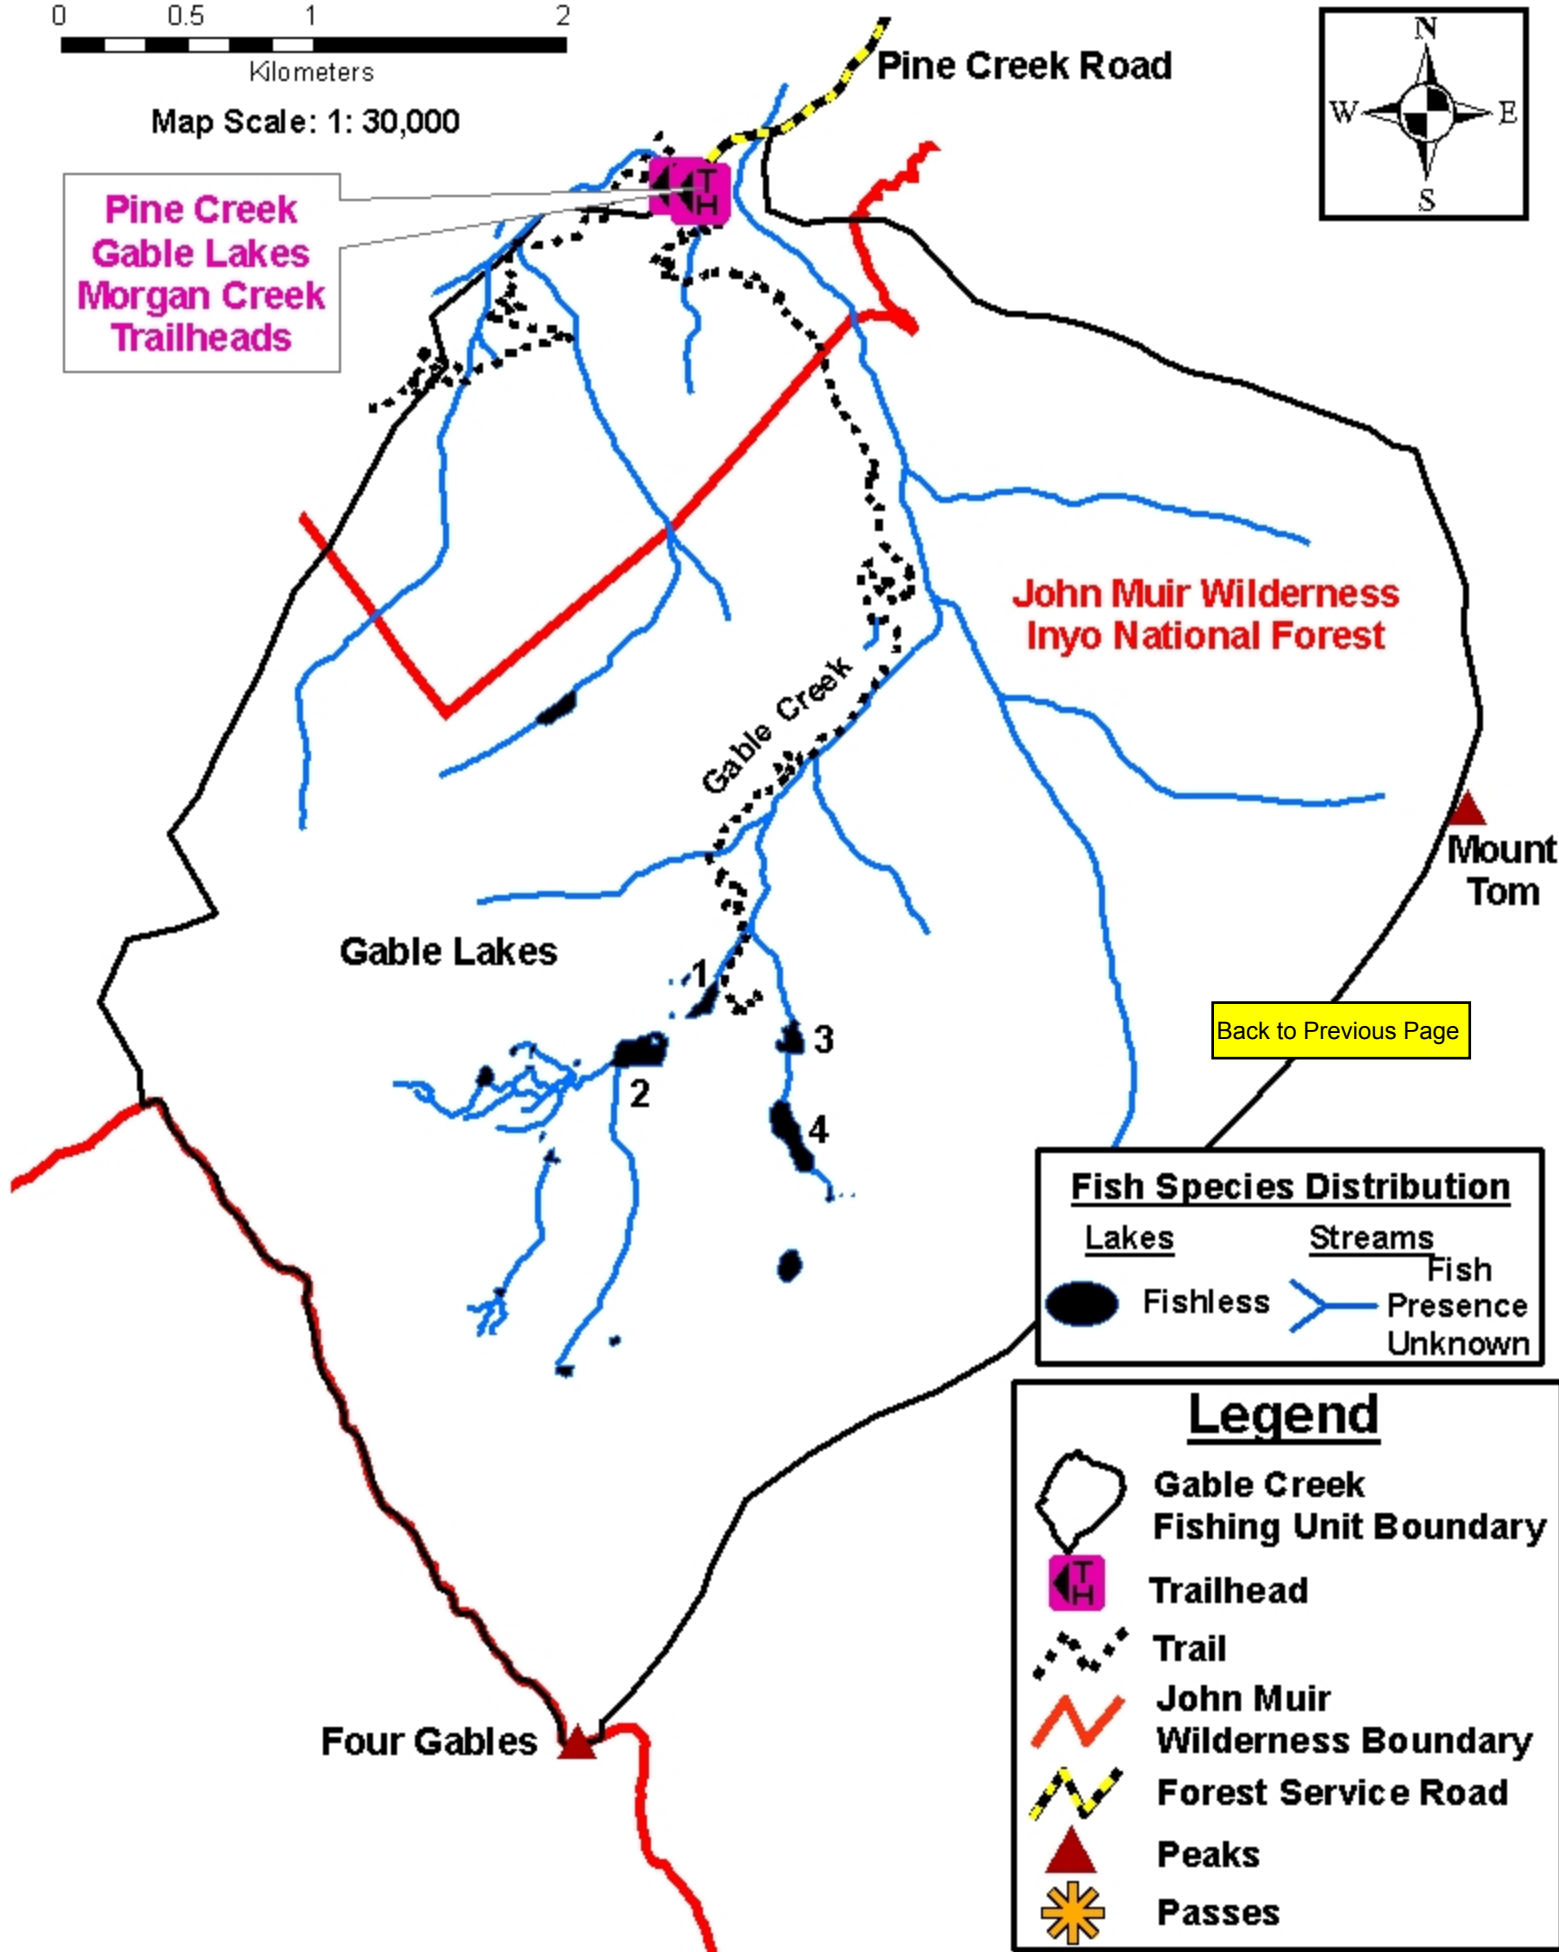 0 0.5 1 2
Kilometers
Map Scale: 1: 30,000
Pine Creek Road
N
W E
S
Pine Creek
Gable Lakes
Morgan Creek
Trailheads
T
H
John Muir Wilderness
Inyo National Forest
Gable Creek
Mount
Tom
Gable Lakes
1
2
3
4
Back to Previous Page
Fish Species Distribution
Lakes Streams
Fishless
Fish
Presence
Unknown
Four Gables
Legend
Gable Creek
Fishing Unit Boundary
T
H
Trailhead
Trail
John Muir
Wilderness Boundary
Forest Service Road
Peaks
Passes